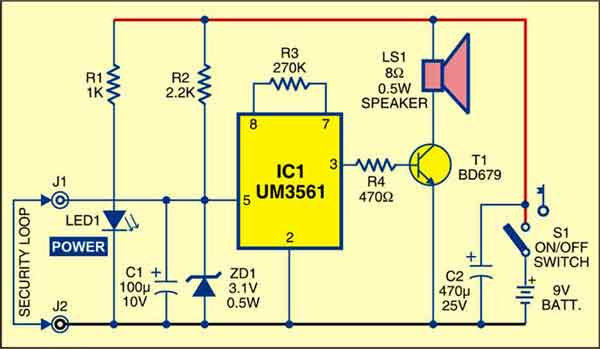 R1
1K
R2
2.2K
R3
270K
LS1
8Ω
0.5W
SPEAKER
8
7
IC1
UM3561
3
5
2
R4
470Ω
T1
BD679
J1
SECURITY LOOP
J2
LED1
POWER
+
C1
100µ
10V
ZD1
3.1V
0.5W
+
C2
470µ
25V
S1
ON/OFF
SWITCH
+
9V
BATT.